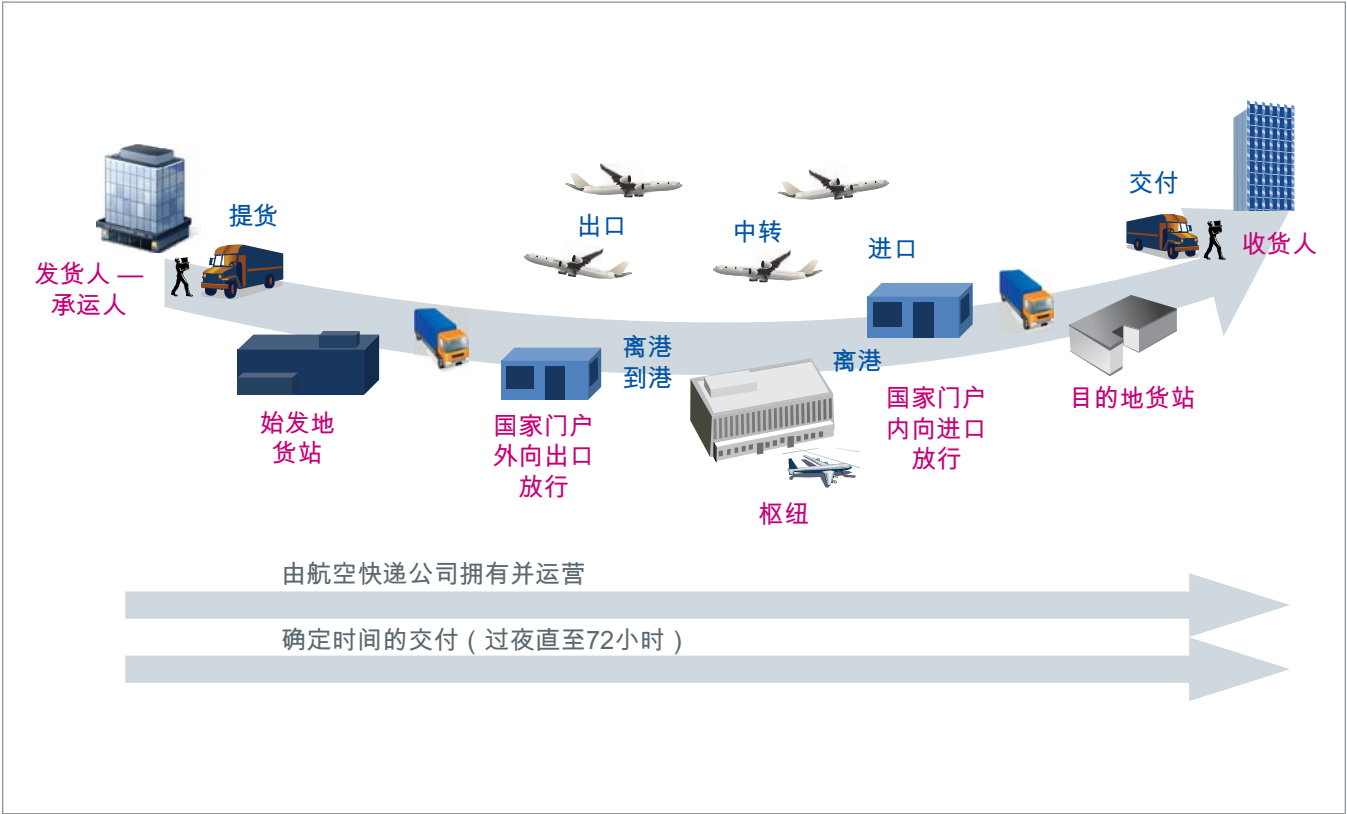 提货
出口
中转
进口
交付
收货人
发货人 —
承运人
离港
到港
离港
始发地
货站
国家门户
外向出口
放行
枢纽
国家门户
内向进口
放行
目的地货站
由航空快递公司拥有并运营
确定时间的交付（过夜直至72小时）